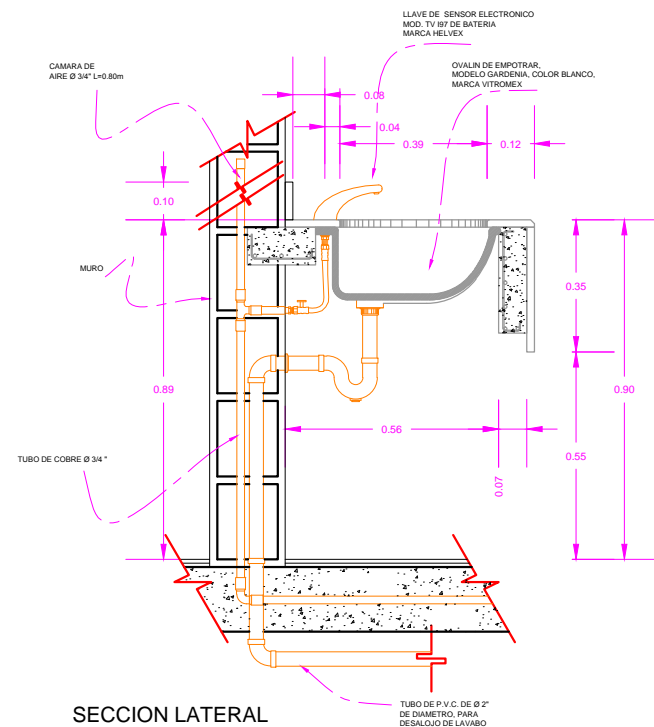 LLAVE DE SENSOR ELECTRONICO
MOD. TV I97 DE BATERIA
MARCA HELVEX
CAMARA DE
AIRE Ø 3/4" L=0.80m
OVALIN DE EMPOTRAR,
MODELO GARDENIA, COLOR BLANCO,
MARCA VITROMEX
0.08
0.04
0.39
0.12
0.10
MURO
0.35
0.89
0.90
0.56
0.55
0.07
TUBO DE COBRE Ø 3/4 "
TUBO DE P.V.C. DE Ø 2"
DE DIAMETRO, PARA
DESALOJO DE LAVABO
SECCION LATERAL